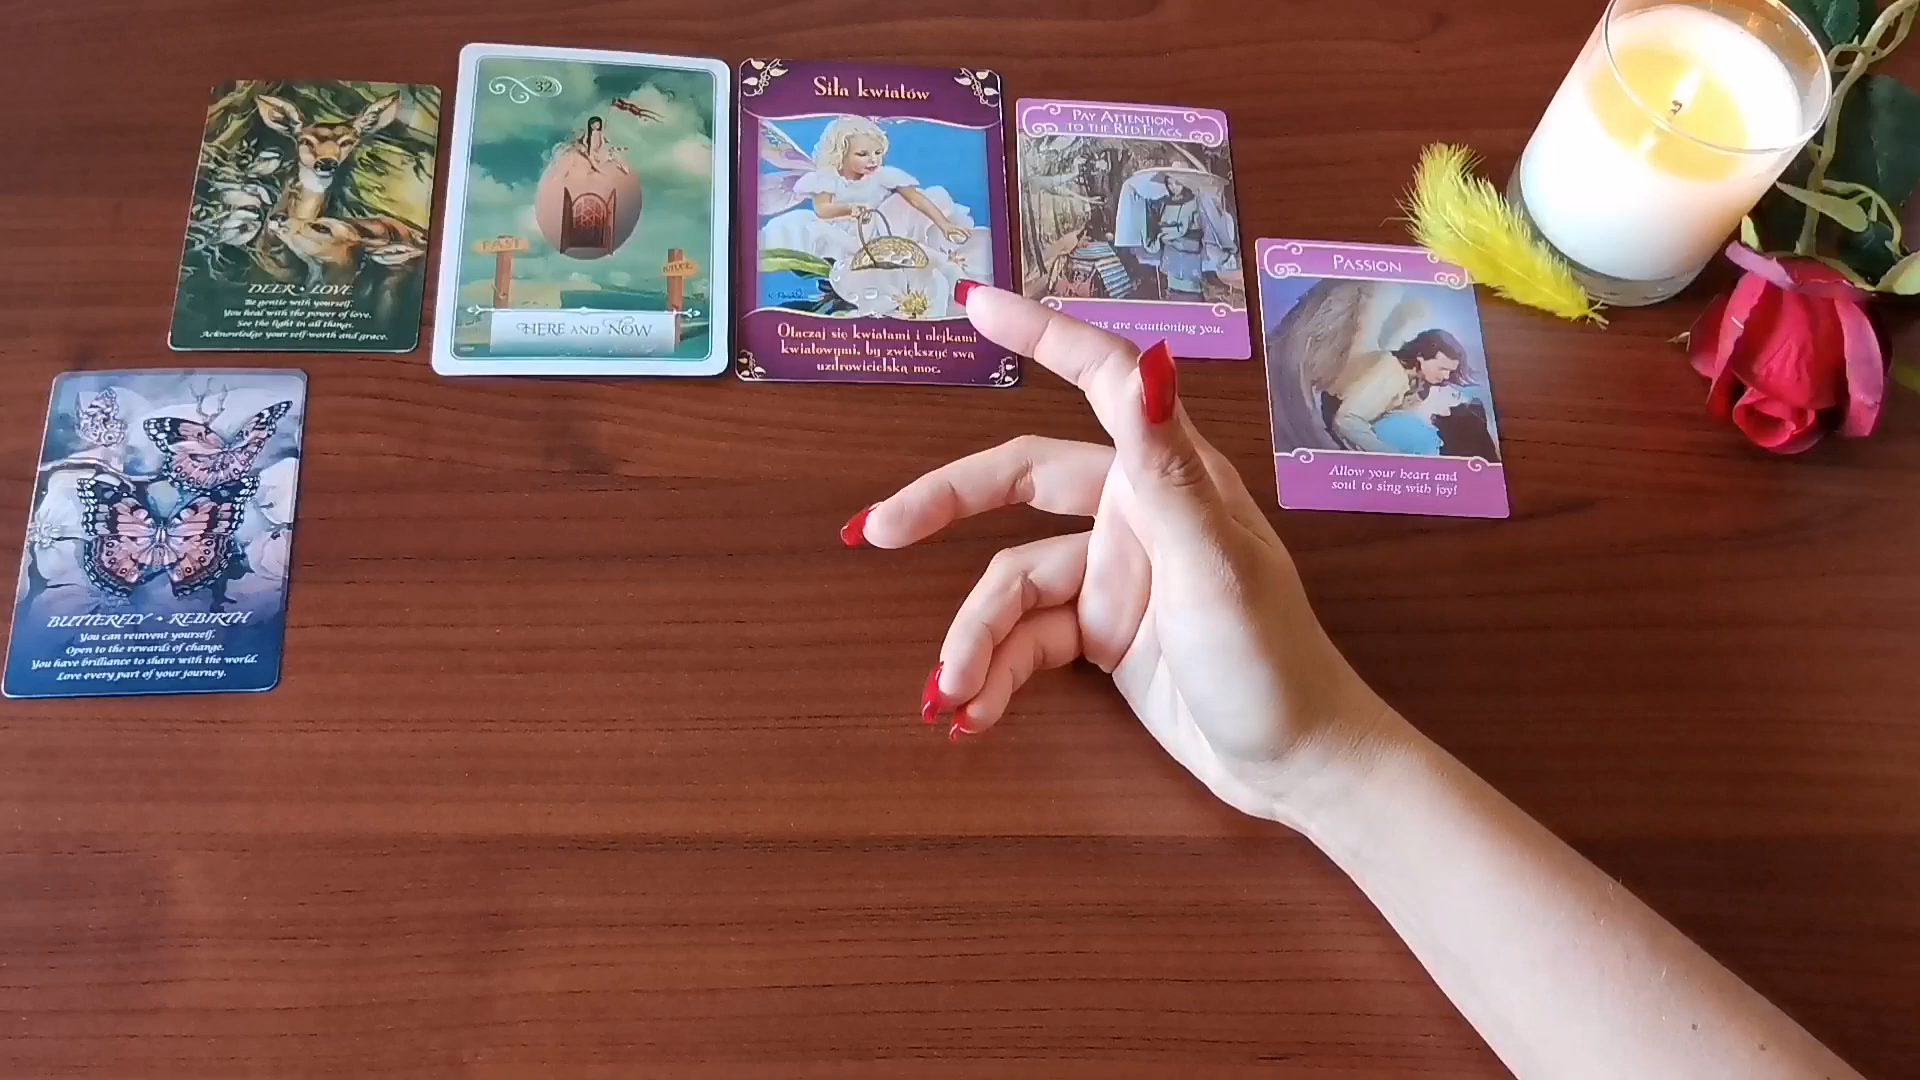 DEER • LOVE
Be gentle with yourself.
You heal with the power of love.
See the light in all things.
Acknowledge your self-worth and grace.
32
PAST
FUTURE
HERE AND NOW
Siła kwiatów
Otaczaj się kwiatami i olejkami
kwiatowymi, by zwiększyć swą
uzdrowicielską moc.
PAY ATTENTION
TO THE RED FLAGS
are cautioning you.
PASSION
Allow your heart and
soul to sing with joy!
BUTTERFLY • REBIRTH
You can reinvent yourself.
Open to the rewards of change.
You have brilliance to share with the world.
Love every part of your journey.